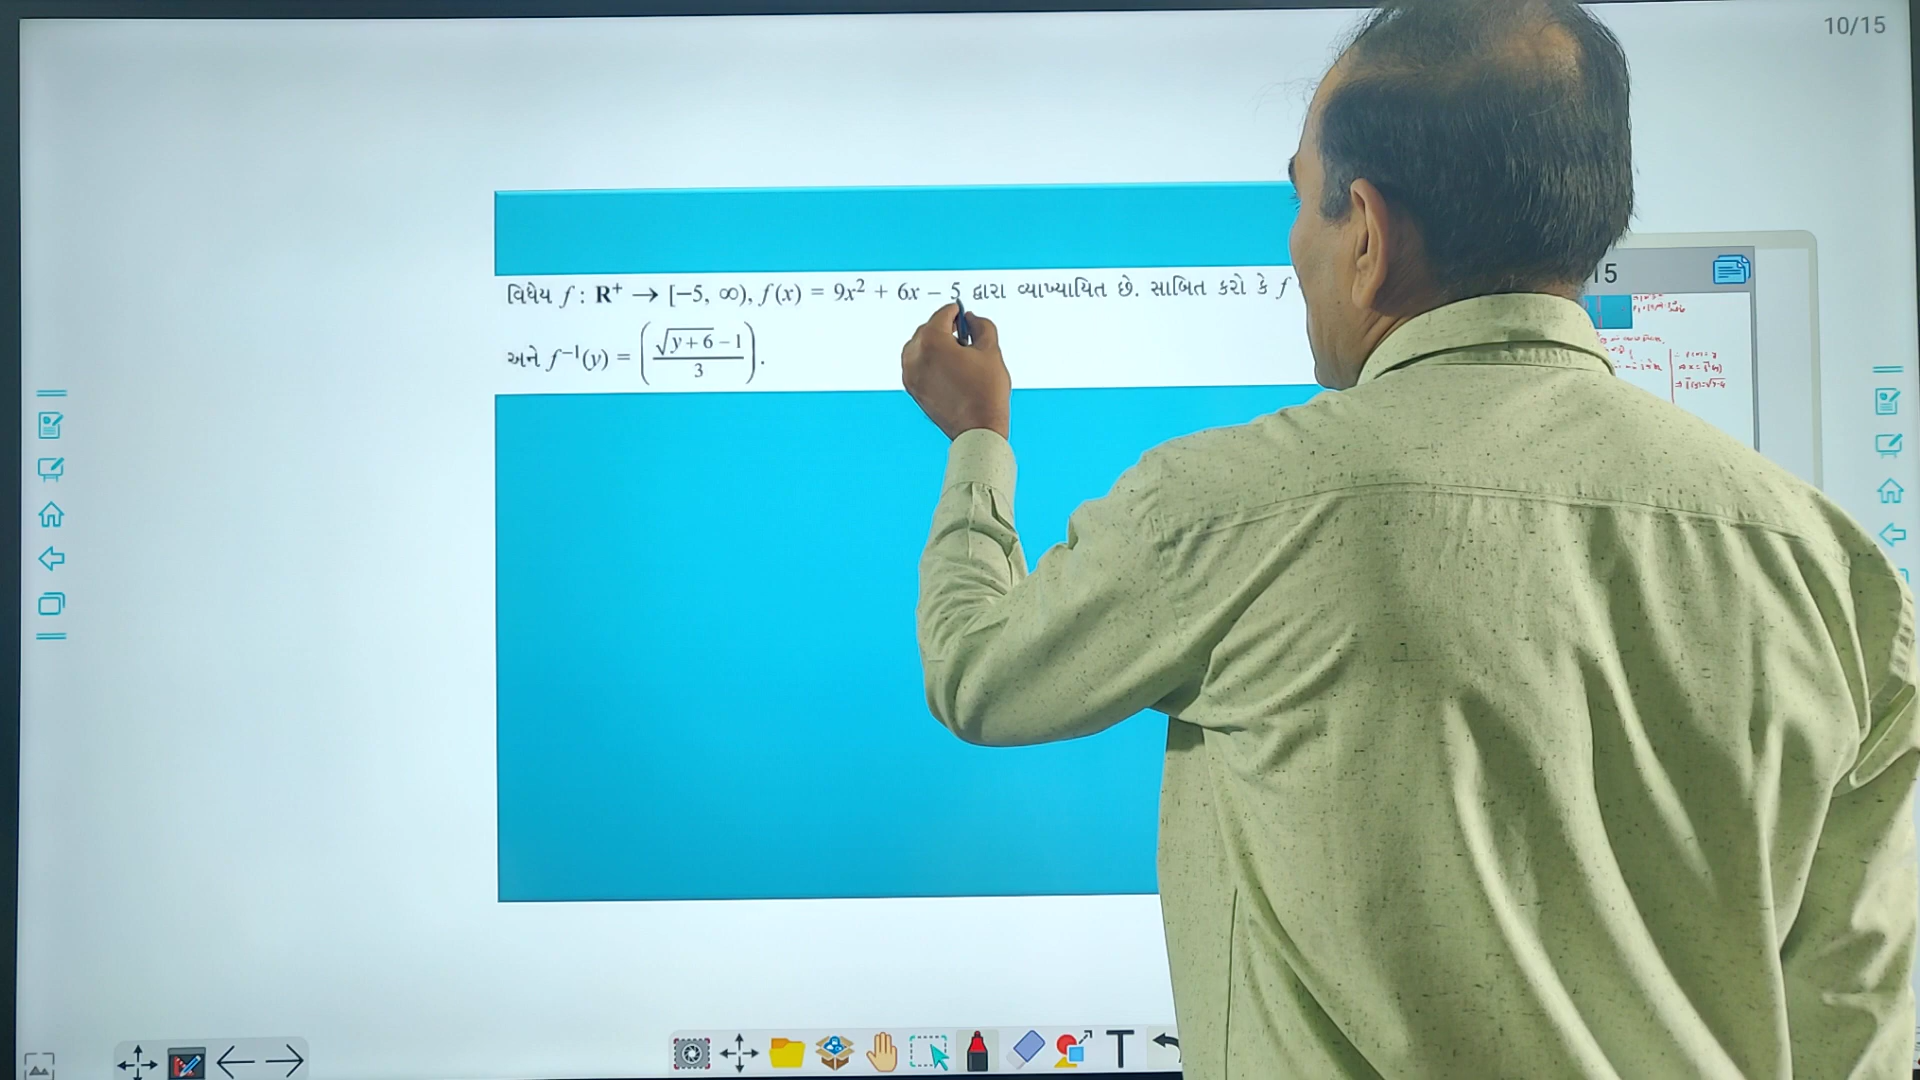 10/15
વિધેય f : R⁺ → [−5, ∞), f(x) = 9x² + 6x − 5 દ્વારા વ્યાખ્યાયિત છે. સાબિત કરો કે f
અને f⁻¹(y) = ((√(y + 6) − 1)/3).
15